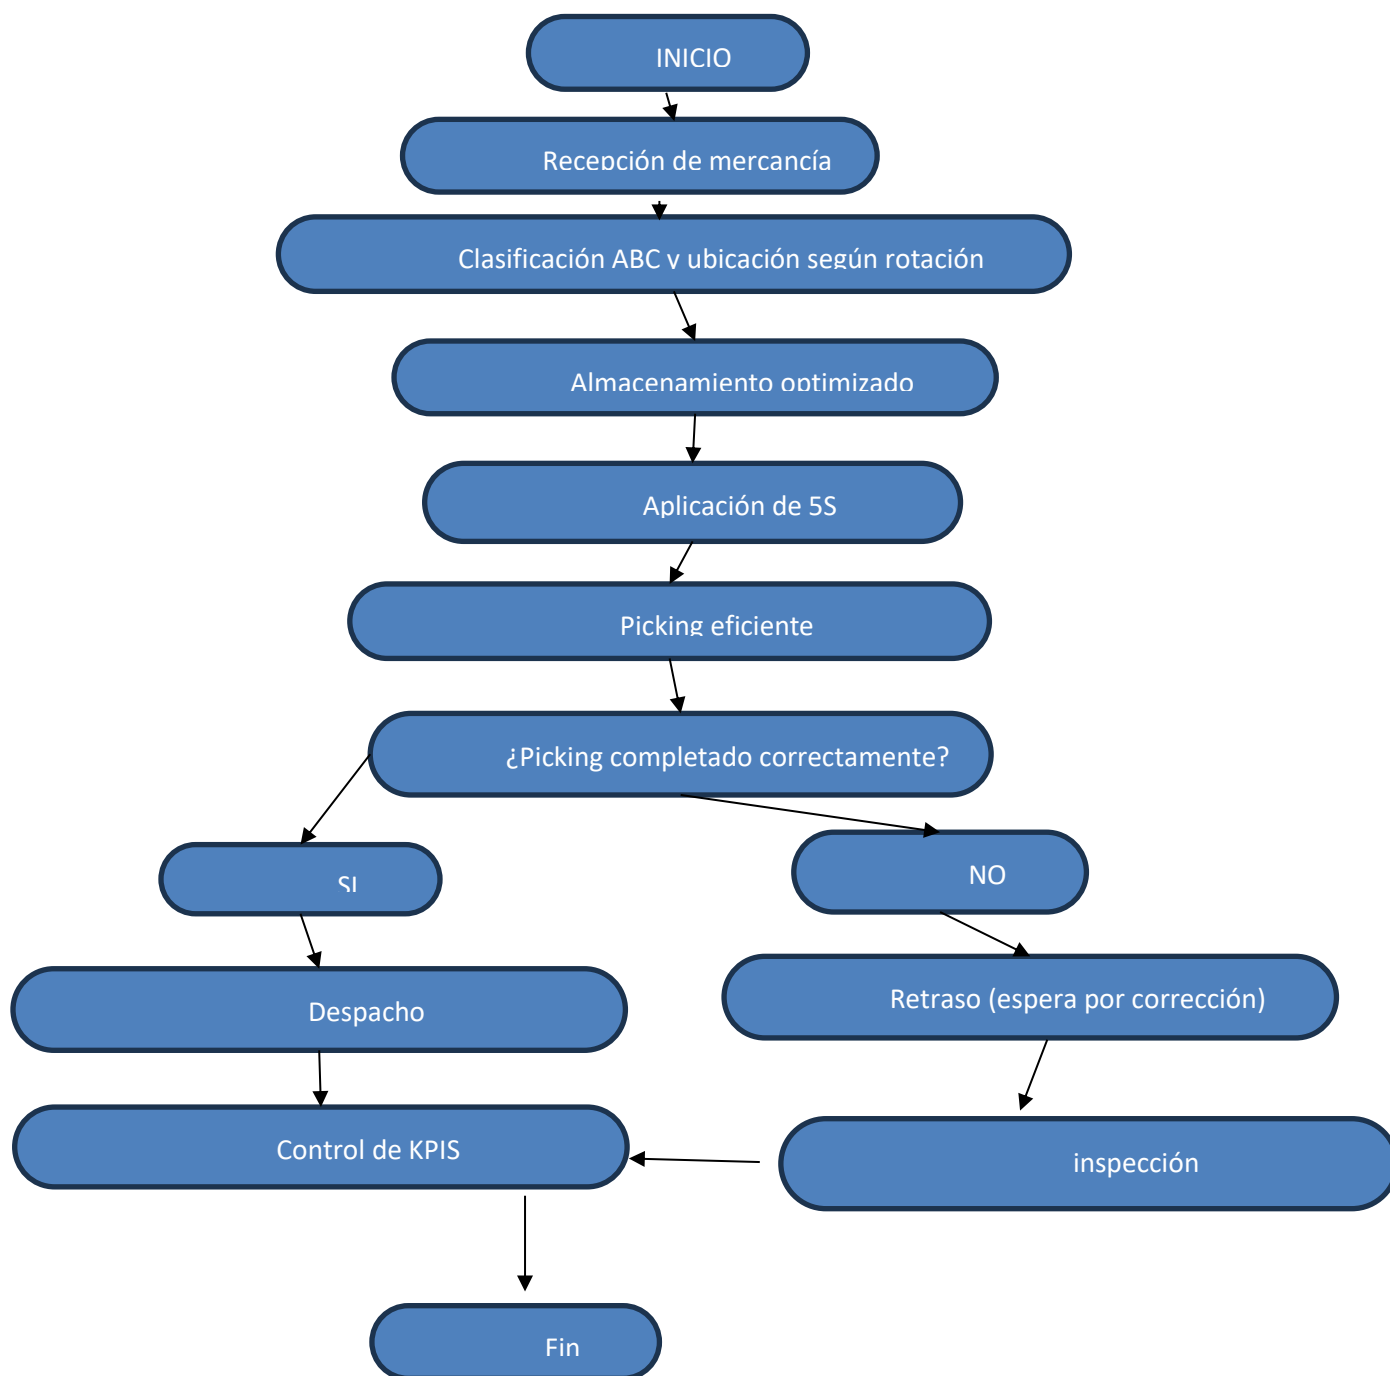 INICIO
Recepción de mercancía
Clasificación ABC y ubicación según rotación
Almacenamiento optimizado
Aplicación de 5S
Picking eficiente
¿Picking completado correctamente?
SI
NO
Despacho
Retraso (espera por corrección)
Control de KPIS
inspección
Fin